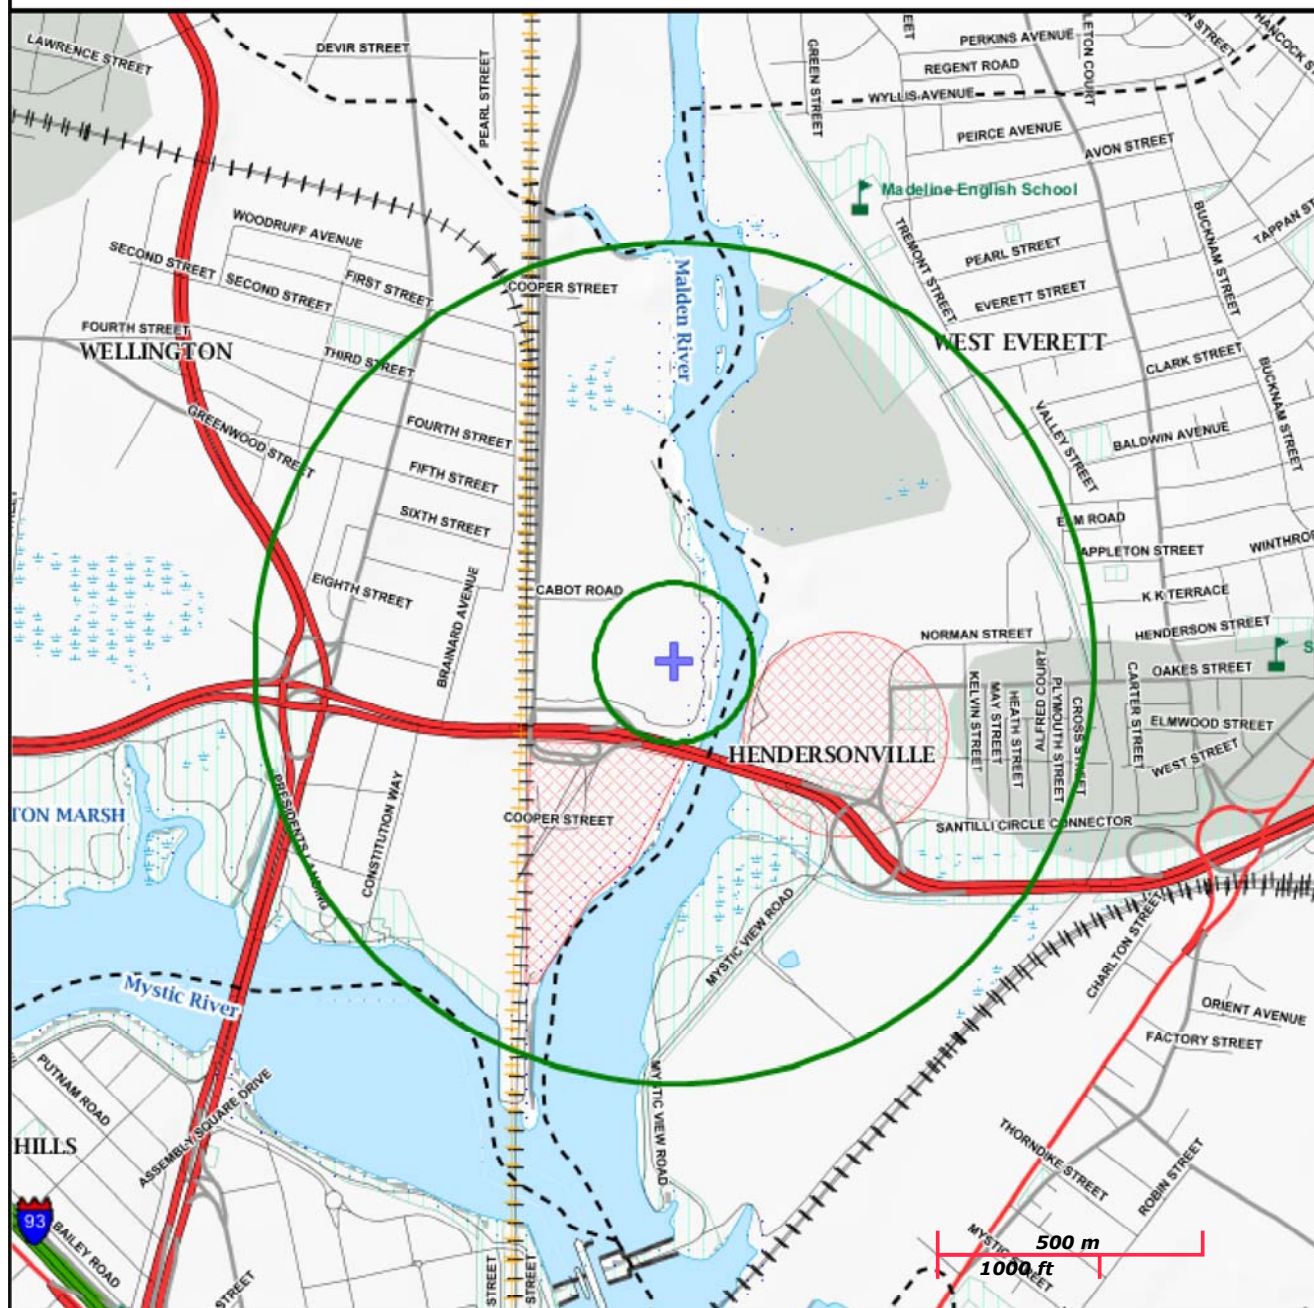 LAWRENCE STREET
DEVIR STREET
PEARL STREET
GREEN STREET
EET
PERKINS AVENUE
LETON COURT
N STREET
HANCOCK S
REGENT ROAD
WYLLIS AVENUE
PEIRCE AVENUE
AVON STREET
Madeline English School
WOODRUFF AVENUE
SECOND STREET
SECOND STREET
FIRST STREET
COOPER STREET
Malden River
TREMONT STREET
PEARL STREET
BUCKNAM STREET
TAPPAN ST
EVERETT STREET
FOURTH STREET
WELLINGTON
THIRD STREET
WEST EVERETT
CLARK STREET
BUCKNAM STREET
GREENWOOD STREET
FOURTH STREET
VALLEY STREET
BALDWIN AVENUE
FIFTH STREET
SIXTH STREET
ELM ROAD
APPLETON STREET
WINTHROP
EIGHTH STREET
BRAINARD AVENUE
CABOT ROAD
K K TERRACE
NORMAN STREET
HENDERSON STREET
S
OAKES STREET
KELVIN STREET
MAY STREET
HEATH STREET
ALFRED COURT
PLYMOUTH STREET
CROSS STREET
CARTER STREET
ELMWOOD STREET
WEST STREET
HENDERSONVILLE
PRESIDENTS LANDING
CONSTITUTION WAY
TON MARSH
COOPER STREET
SANTILLI CIRCLE CONNECTOR
MYSTIC VIEW ROAD
CHARLTON STREET
Mystic River
ORIENT AVENUE
FACTORY STREET
PUTNAM ROAD
ASSEMBLY SQUARE DRIVE
MYSTIC VIEW ROAD
HILLS
THORNDIKE STREET
ROBIN STREET
93
BAILEY ROAD
STREET
STREET
STREET
MYSTIC STREET
500 m
1000 ft